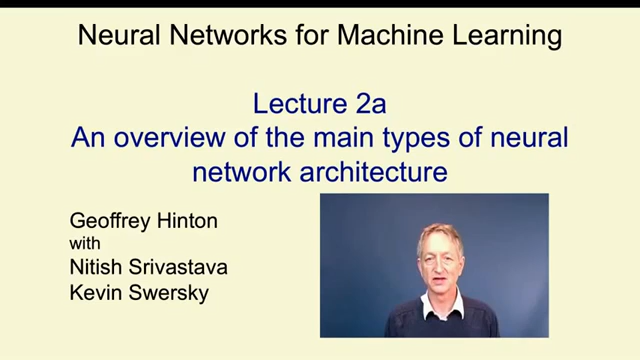 Neural Networks for Machine Learning
Lecture 2a
An overview of the main types of neural
network architecture
Geoffrey Hinton
with
Nitish Srivastava
Kevin Swersky